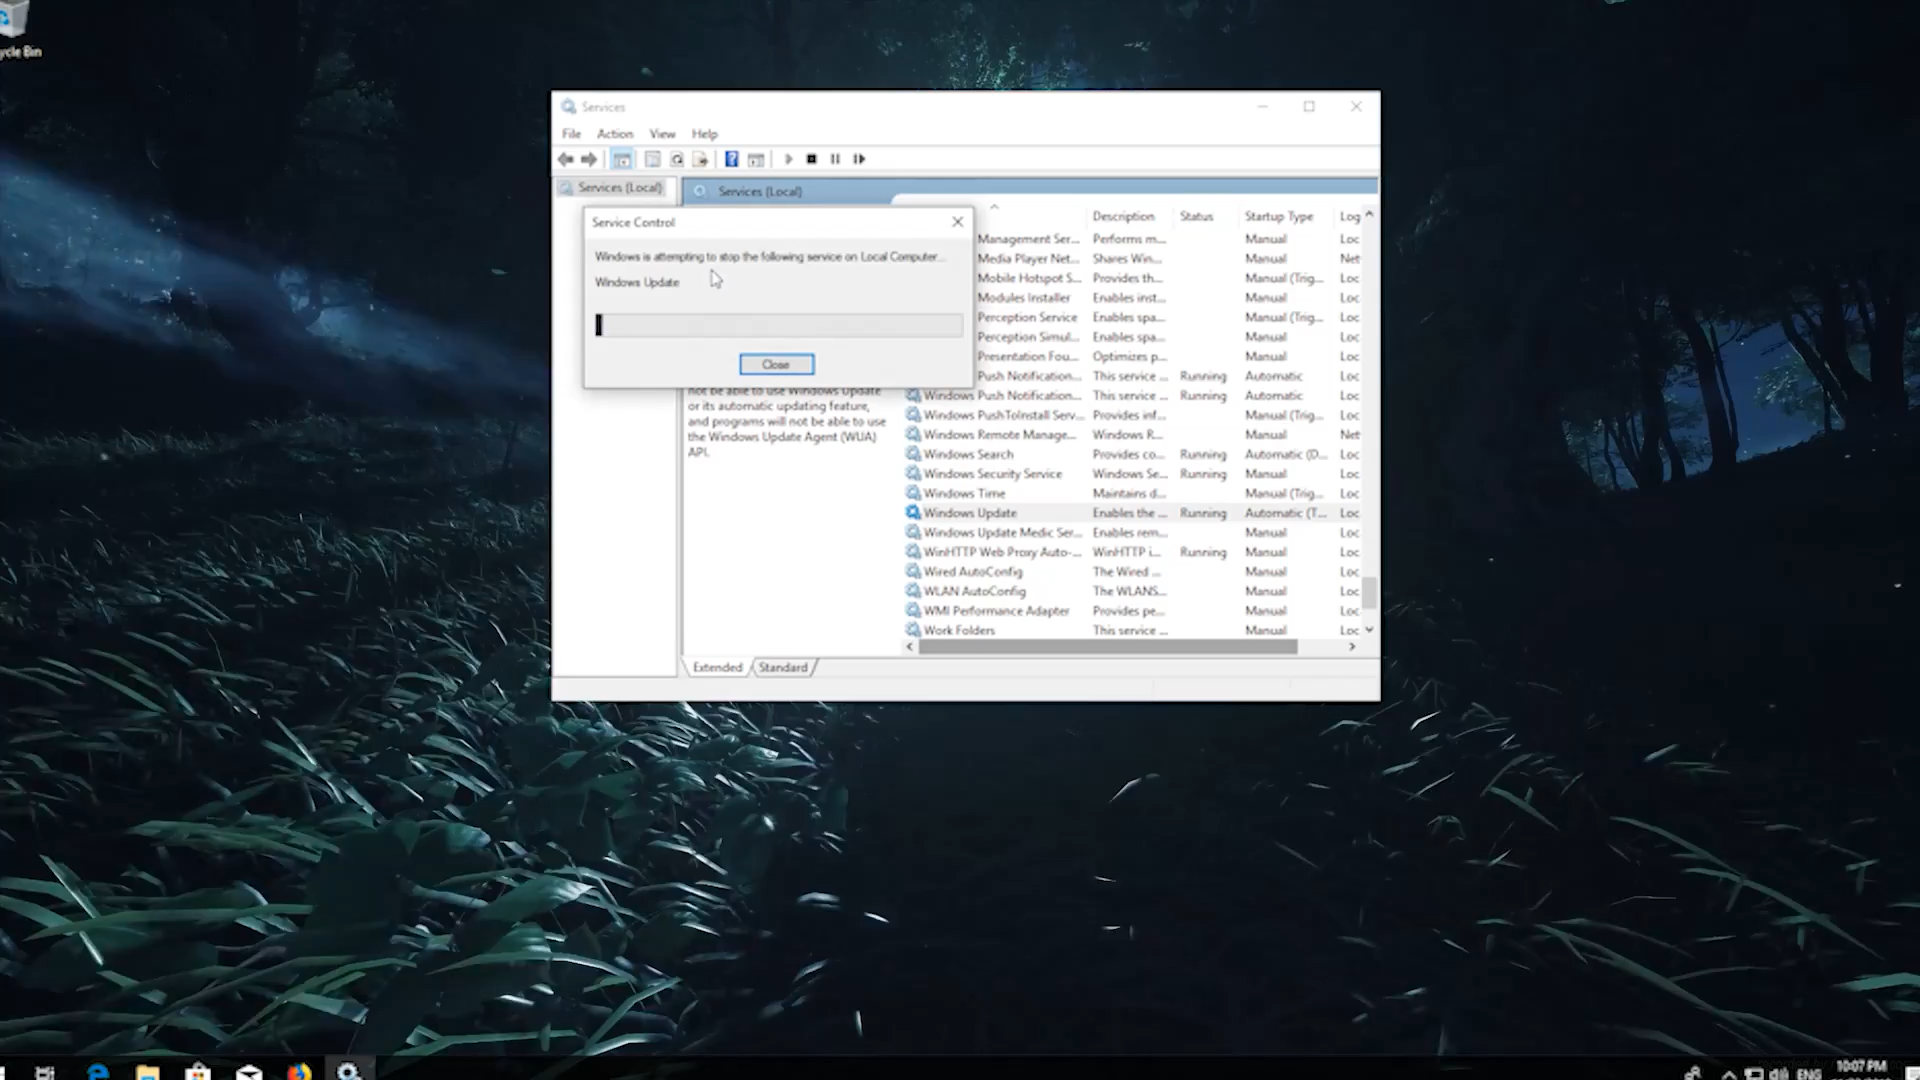 ycle Bin
Services
File Action View Help
Services (Local)
Services (Local)
Service Control
Windows is attempting to stop the following service on Local Computer...
Windows Update
Close
not be able to use Windows Update
or its automatic updating feature,
and programs will not be able to use
the Windows Update Agent (WUA)
API.
Description Status Startup Type Log
Management Ser... Performs m... Manual Loc
Media Player Net... Shares Win... Manual Net
Mobile Hotspot S... Provides th... Manual (Trig... Loc
Modules Installer Enables inst... Manual Loc
Perception Service Enables spa... Manual (Trig... Loc
Perception Simul... Enables spa... Manual Loc
Presentation Fou... Optimizes p... Manual Loc
Push Notification... This service ... Running Automatic Loc
Windows Push Notification... This service ... Running Automatic Loc
Windows PushToInstall Serv... Provides inf... Manual (Trig... Loc
Windows Remote Manage... Windows R... Manual Net
Windows Search Provides co... Running Automatic (D... Loc
Windows Security Service Windows Se... Running Manual Loc
Windows Time Maintains d... Manual (Trig... Loc
Windows Update Enables the ... Running Automatic (T... Loc
Windows Update Medic Ser... Enables rem... Manual Loc
WinHTTP Web Proxy Auto-... WinHTTP i... Running Manual Loc
Wired AutoConfig The Wired ... Manual Loc
WLAN AutoConfig The WLANS... Manual Loc
WMI Performance Adapter Provides pe... Manual Loc
Work Folders This service ... Manual Loc
Extended Standard
ENG 10:07 PM